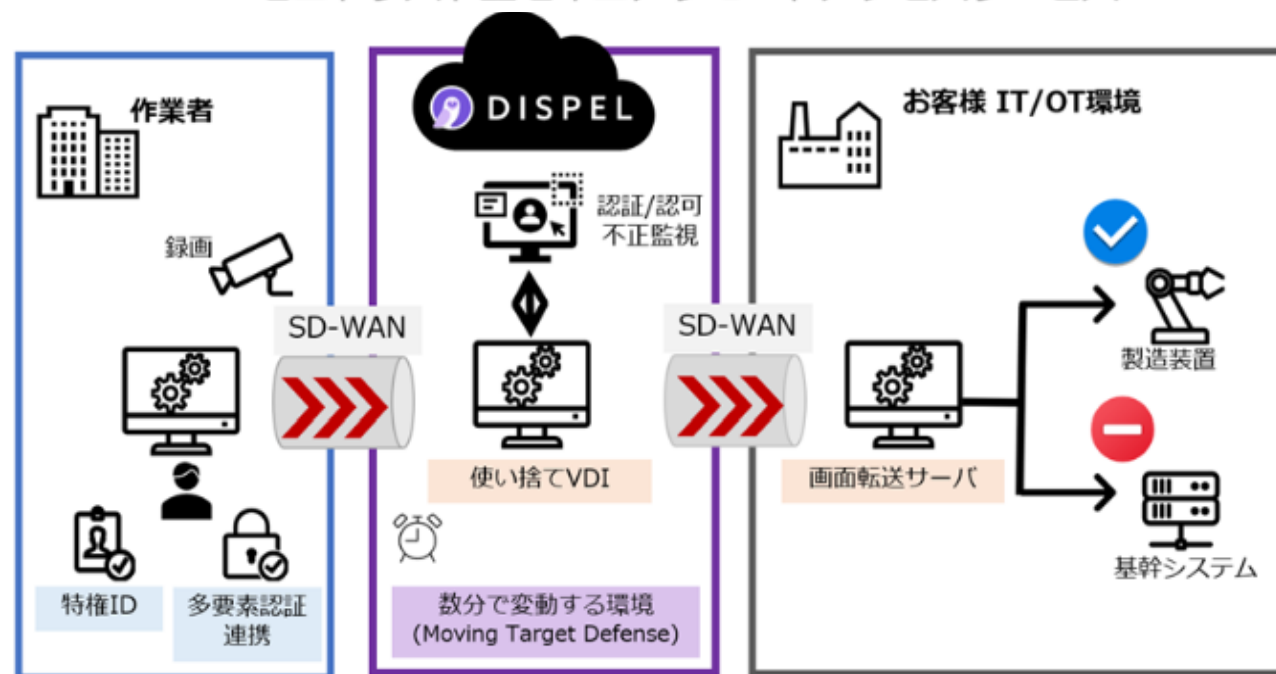 作業者
録画
SD-WAN
特権ID
多要素認証
連携
DISPEL
認証/認可
不正監視
使い捨てVDI
数分で変動する環境
(Moving Target Defense)
SD-WAN
お客様 IT/OT環境
画面転送サーバ
製造装置
基幹システム